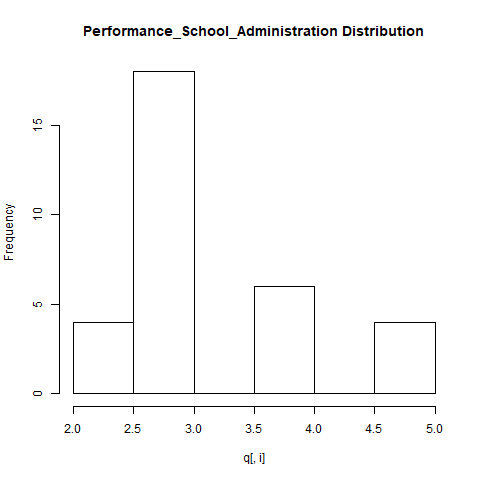 Performance_School_Administration Distribution
Frequency
15
10
5
0
2.0 2.5 3.0 3.5 4.0 4.5 5.0
q[, i]